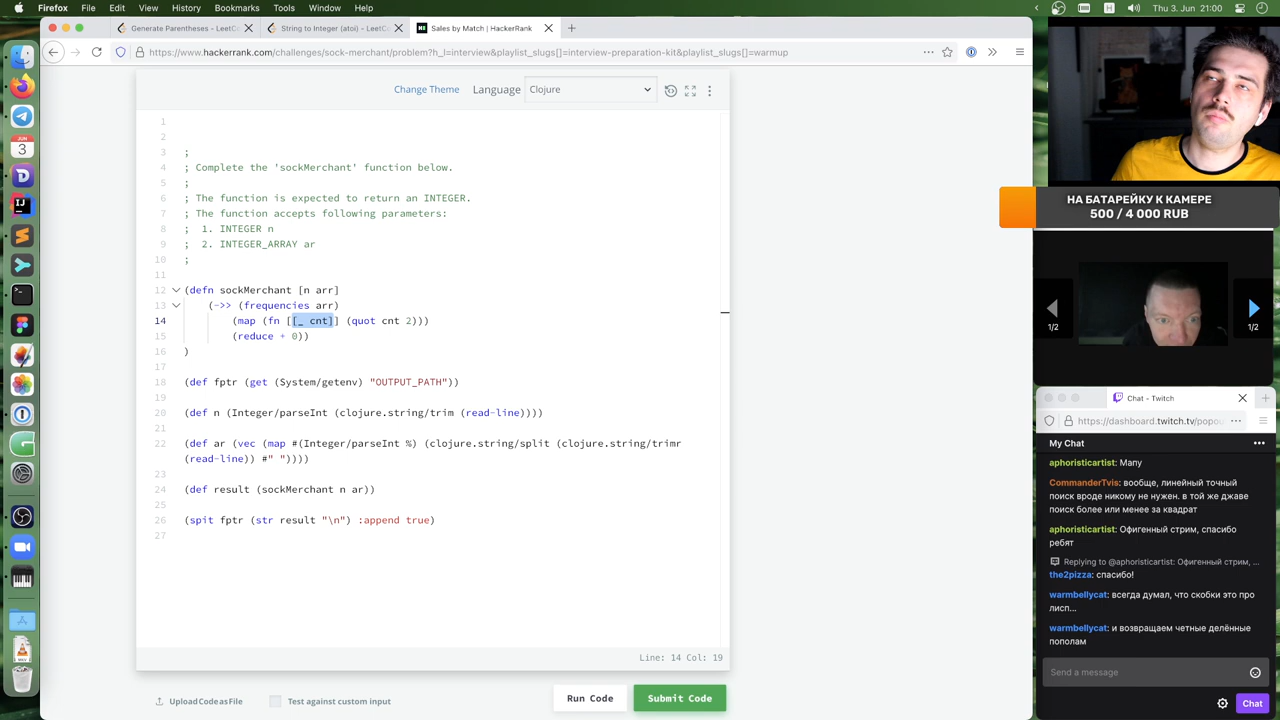 Firefox File Edit View History Bookmarks Tools Window Help
Generate Parentheses - LeetC
String to Integer (atoi) - LeetC
Sales by Match | HackerRank
https://www.hackerrank.com/challenges/sock-merchant/problem?h_l=interview&playlist_slugs[]=interview-preparation-kit&playlist_slugs[]=warmup
Change Theme Language Clojure
1
2
3 ;
4 ; Complete the 'sockMerchant' function below.
5 ;
6 ; The function is expected to return an INTEGER.
7 ; The function accepts following parameters:
8 ;  1. INTEGER n
9 ;  2. INTEGER_ARRAY ar
10 ;
11
12 (defn sockMerchant [n arr]
13 (->> (frequencies arr)
14 (map (fn [[_ cnt]] (quot cnt 2)))
15 (reduce + 0))
16 )
17
18 (def fptr (get (System/getenv) "OUTPUT_PATH"))
19
20 (def n (Integer/parseInt (clojure.string/trim (read-line))))
21
22 (def ar (vec (map #(Integer/parseInt %) (clojure.string/split (clojure.string/trimr
(read-line)) #" "))))
23
24 (def result (sockMerchant n ar))
25
26 (spit fptr (str result "\n") :append true)
27
Line: 14 Col: 19
Upload Code as File
Test against custom input
Run Code
Submit Code
JUN
3
НА БАТАРЕЙКУ К КАМЕРЕ
500 / 4 000 RUB
1/2
1/2
Chat - Twitch
https://dashboard.twitch.tv/popou
My Chat
aphoristicartist: Мапу
CommanderTvis: вообще, линейный точный
поиск вроде никому не нужен. в той же джаве
поиск более или менее за квадрат
aphoristicartist: Офигенный стрим, спасибо
ребят
Replying to @aphoristicartist: Офигенный стрим, ...
the2pizza: спасибо!
warmbellycat: всегда думал, что скобки это про
лисп...
warmbellycat: и возвращаем четные делённые
пополам
Send a message
Chat